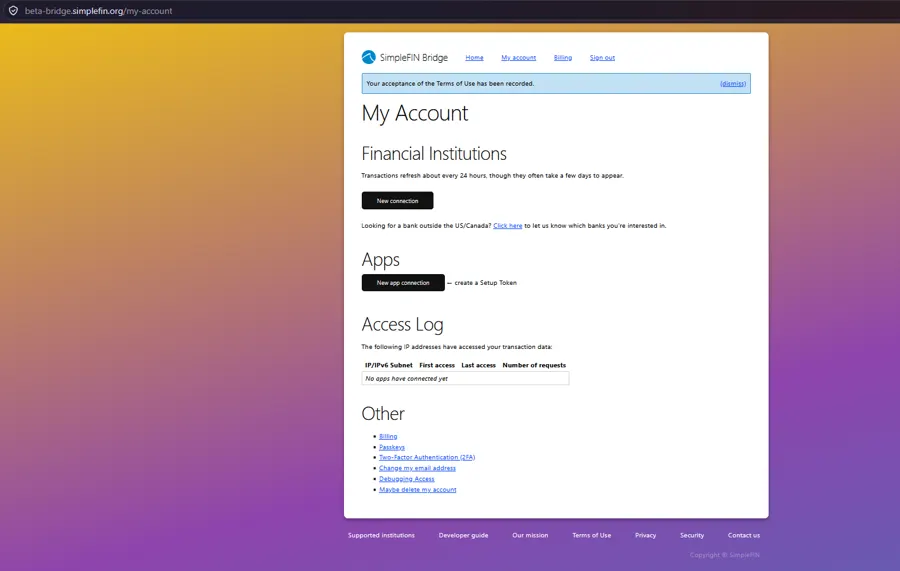 beta-bridge.simplefin.org/my-account
SimpleFIN Bridge Home My account Billing Sign out
Your acceptance of the Terms of Use has been recorded. (dismiss)
My Account
Financial Institutions
Transactions refresh about every 24 hours, though they often take a few days to appear.
New connection
Looking for a bank outside the US/Canada? Click here to let us know which banks you're interested in.
Apps
New app connection ← create a Setup Token
Access Log
The following IP addresses have accessed your transaction data:
IP/IPv6 Subnet First access Last access Number of requests
No apps have connected yet
Other
Billing
Passkeys
Two-Factor Authentication (2FA)
Change my email address
Debugging Access
Maybe delete my account
Supported institutions Developer guide Our mission Terms of Use Privacy Security Contact us
Copyright © SimpleFIN